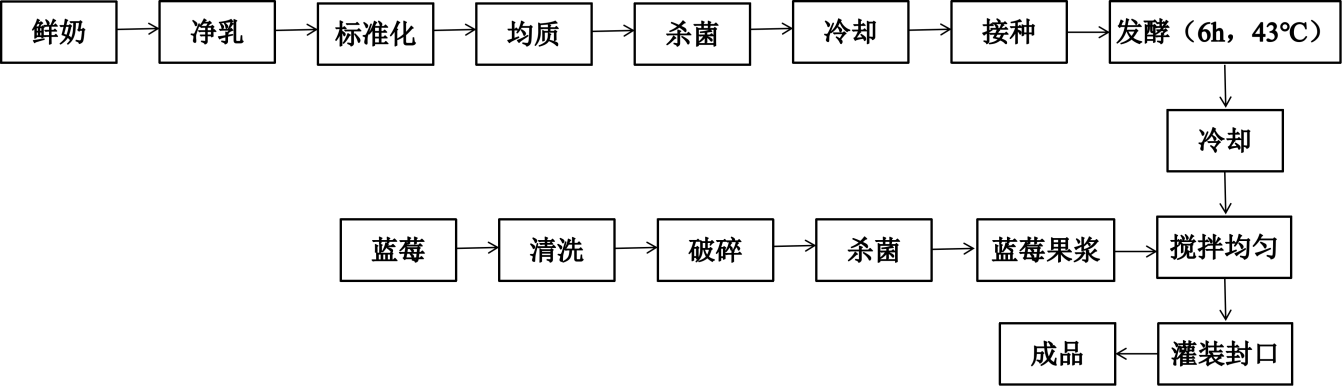 鲜奶
净乳
标准化
均质
杀菌
冷却
接种
发酵（6h，43℃）
冷却
蓝莓
清洗
破碎
杀菌
蓝莓果浆
搅拌均匀
成品
灌装封口